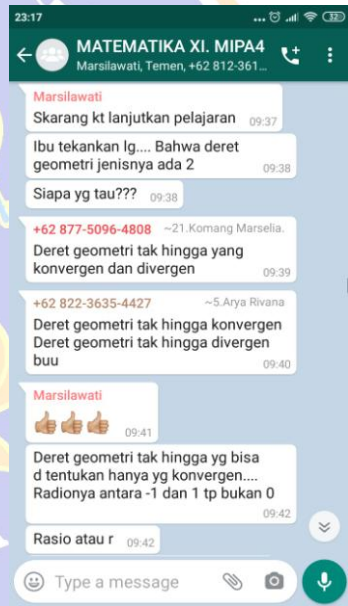 23:17
32
MATEMATIKA XI. MIPA4
Marsilawati, Temen, +62 812-361...
Marsilawati
Skarang kt lanjutkan pelajaran 09:37
Ibu tekankan lg.... Bahwa deret
geometri jenisnya ada 2 09:38
Siapa yg tau??? 09:38
+62 877-5096-4808 ~21.Komang Marselia.
Deret geometri tak hingga yang
konvergen dan divergen 09:39
+62 822-3635-4427 ~5.Arya Rivana
Deret geometri tak hingga konvergen
Deret geometri tak hingga divergen
buu 09:40
Marsilawati
👍🏼👍🏼👍🏼 09:41
Deret geometri tak hingga yg bisa
d tentukan hanya yg konvergen....
Radionya antara -1 dan 1 tp bukan 0
09:42
Rasio atau r 09:42
Type a message